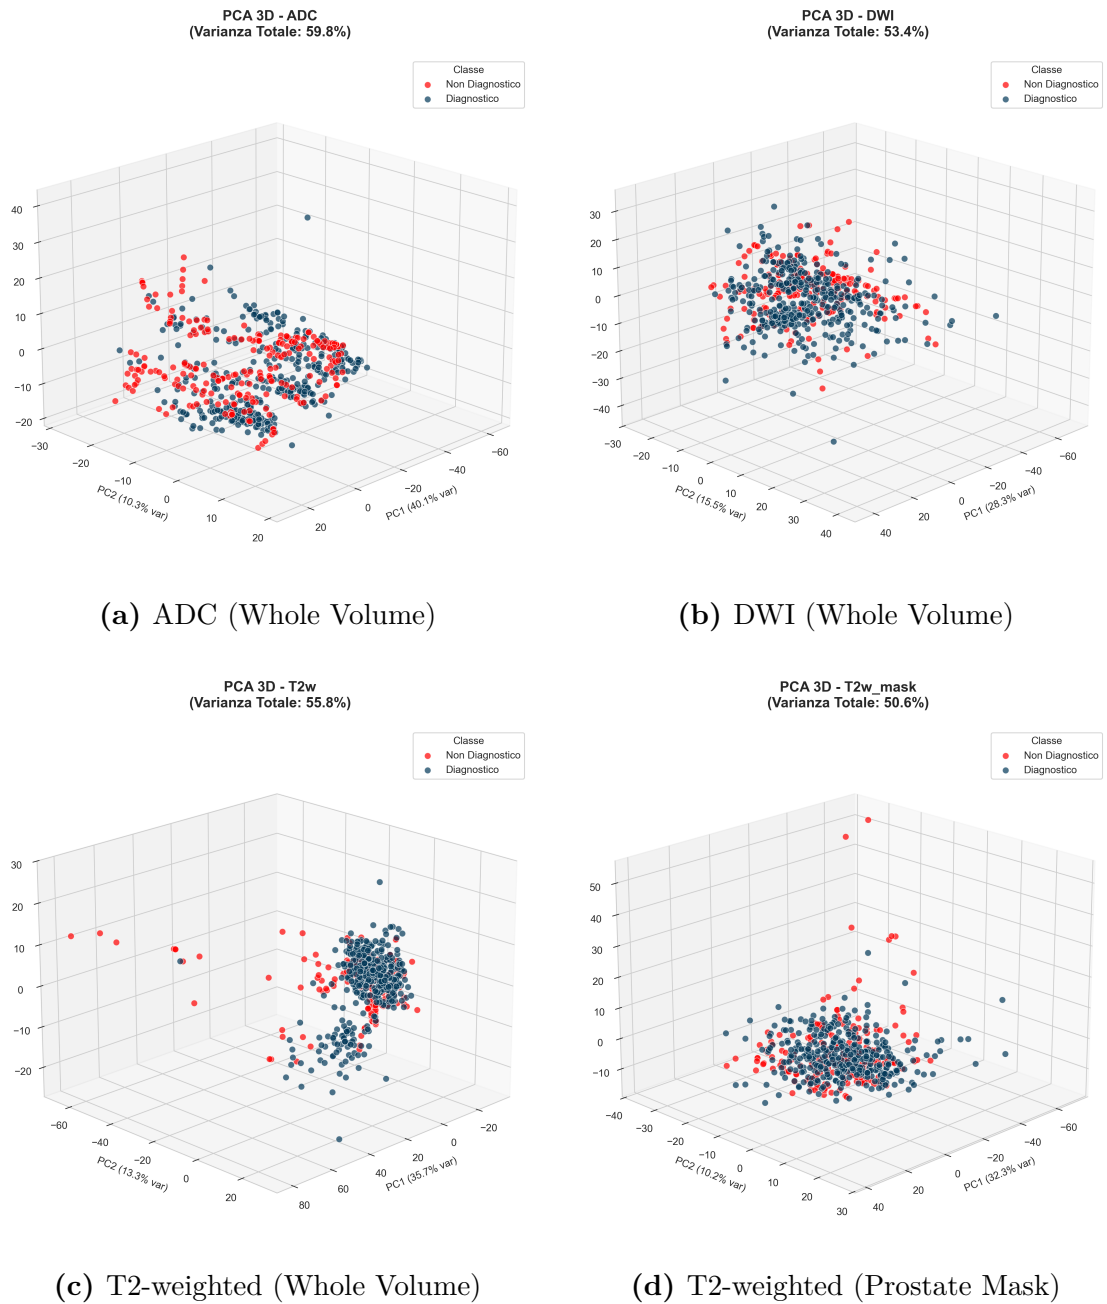 PCA 3D - ADC
(Varianza Totale: 59.8%)
Classe
Non Diagnostico
Diagnostico
40
30
20
10
0
−10
−20
−30
−20
−10
0
10
20
PC2 (10.3% var)
20
0
−20
−40
−60
PC1 (40.1% var)
(a) ADC (Whole Volume)
PCA 3D - DWI
(Varianza Totale: 53.4%)
Classe
Non Diagnostico
Diagnostico
30
20
10
0
−10
−20
−30
−40
−30
−20
−10
0
10
20
30
40
PC2 (15.5% var)
40
20
0
−20
−40
−60
PC1 (28.3% var)
(b) DWI (Whole Volume)
PCA 3D - T2w
(Varianza Totale: 55.8%)
Classe
Non Diagnostico
Diagnostico
30
20
10
0
−10
−20
−60
−40
−20
0
20
PC2 (13.3% var)
80
60
40
20
0
−20
PC1 (35.7% var)
(c) T2-weighted (Whole Volume)
PCA 3D - T2w_mask
(Varianza Totale: 50.6%)
Classe
Non Diagnostico
Diagnostico
50
40
30
20
10
0
−10
−40
−30
−20
−10
0
10
20
30
PC2 (10.2% var)
40
20
0
−20
−40
−60
PC1 (32.3% var)
(d) T2-weighted (Prostate Mask)